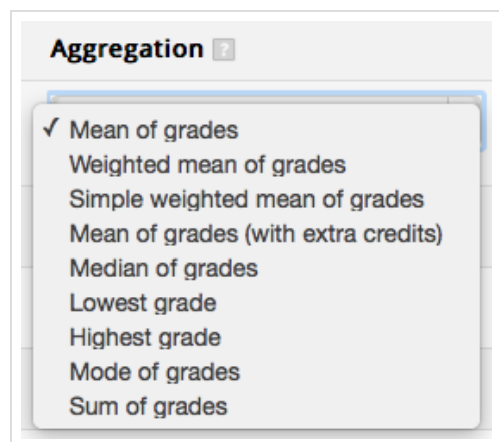 Aggregation ?
✓ Mean of grades
Weighted mean of grades
Simple weighted mean of grades
Mean of grades (with extra credits)
Median of grades
Lowest grade
Highest grade
Mode of grades
Sum of grades